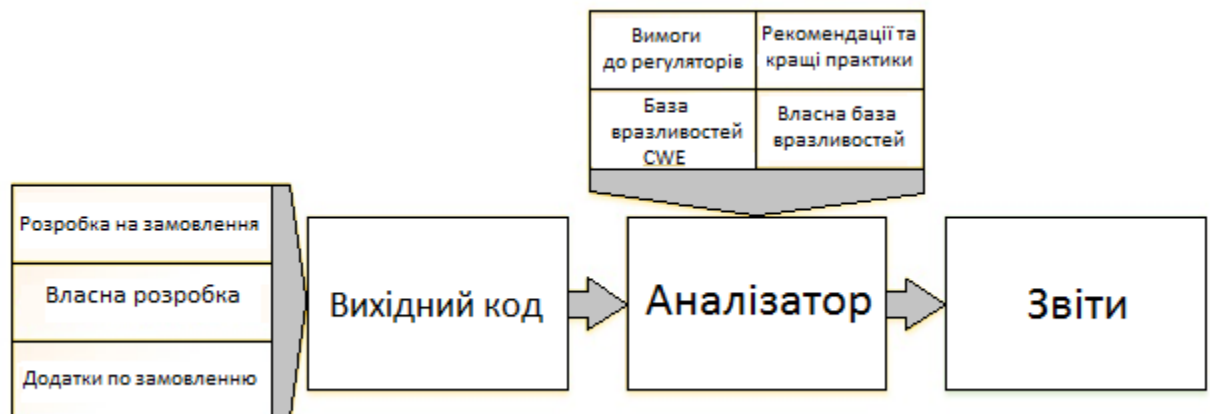 Вимоги
до регуляторів
Рекомендації та
кращі практики
База
вразливостей
CWE
Власна база
вразливостей
Розробка на замовлення
Власна розробка
Додатки по замовленню
Вихідний код
Аналізатор
Звіти